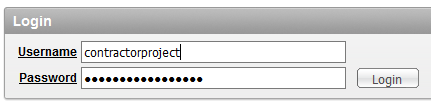 Login
Username contractorproject
Password ●●●●●●●●●●●●●●●●● Login